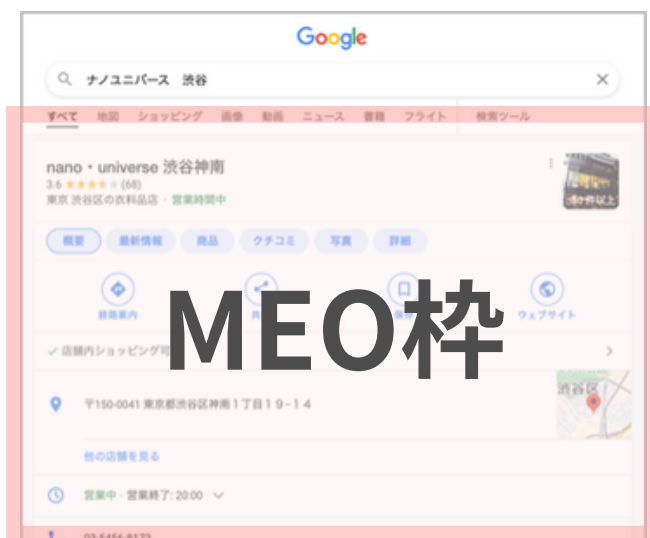 Google
ナノユニバース 渋谷
すべて 地図 ショッピング 画像 動画 ニュース 書籍 フライト 検索ツール
nano・universe 渋谷神南
3.6 (68)
東京 渋谷区の衣料品店・営業時間中
50 件以上
概要 最新情報 商品 クチコミ 写真 詳細
経路案内 保存 ウェブサイト
MEO枠
店舗内ショッピング可
渋谷区
〒150-0041 東京都渋谷区神南1丁目19-14
他の店舗を見る
営業中・営業終了: 20:00